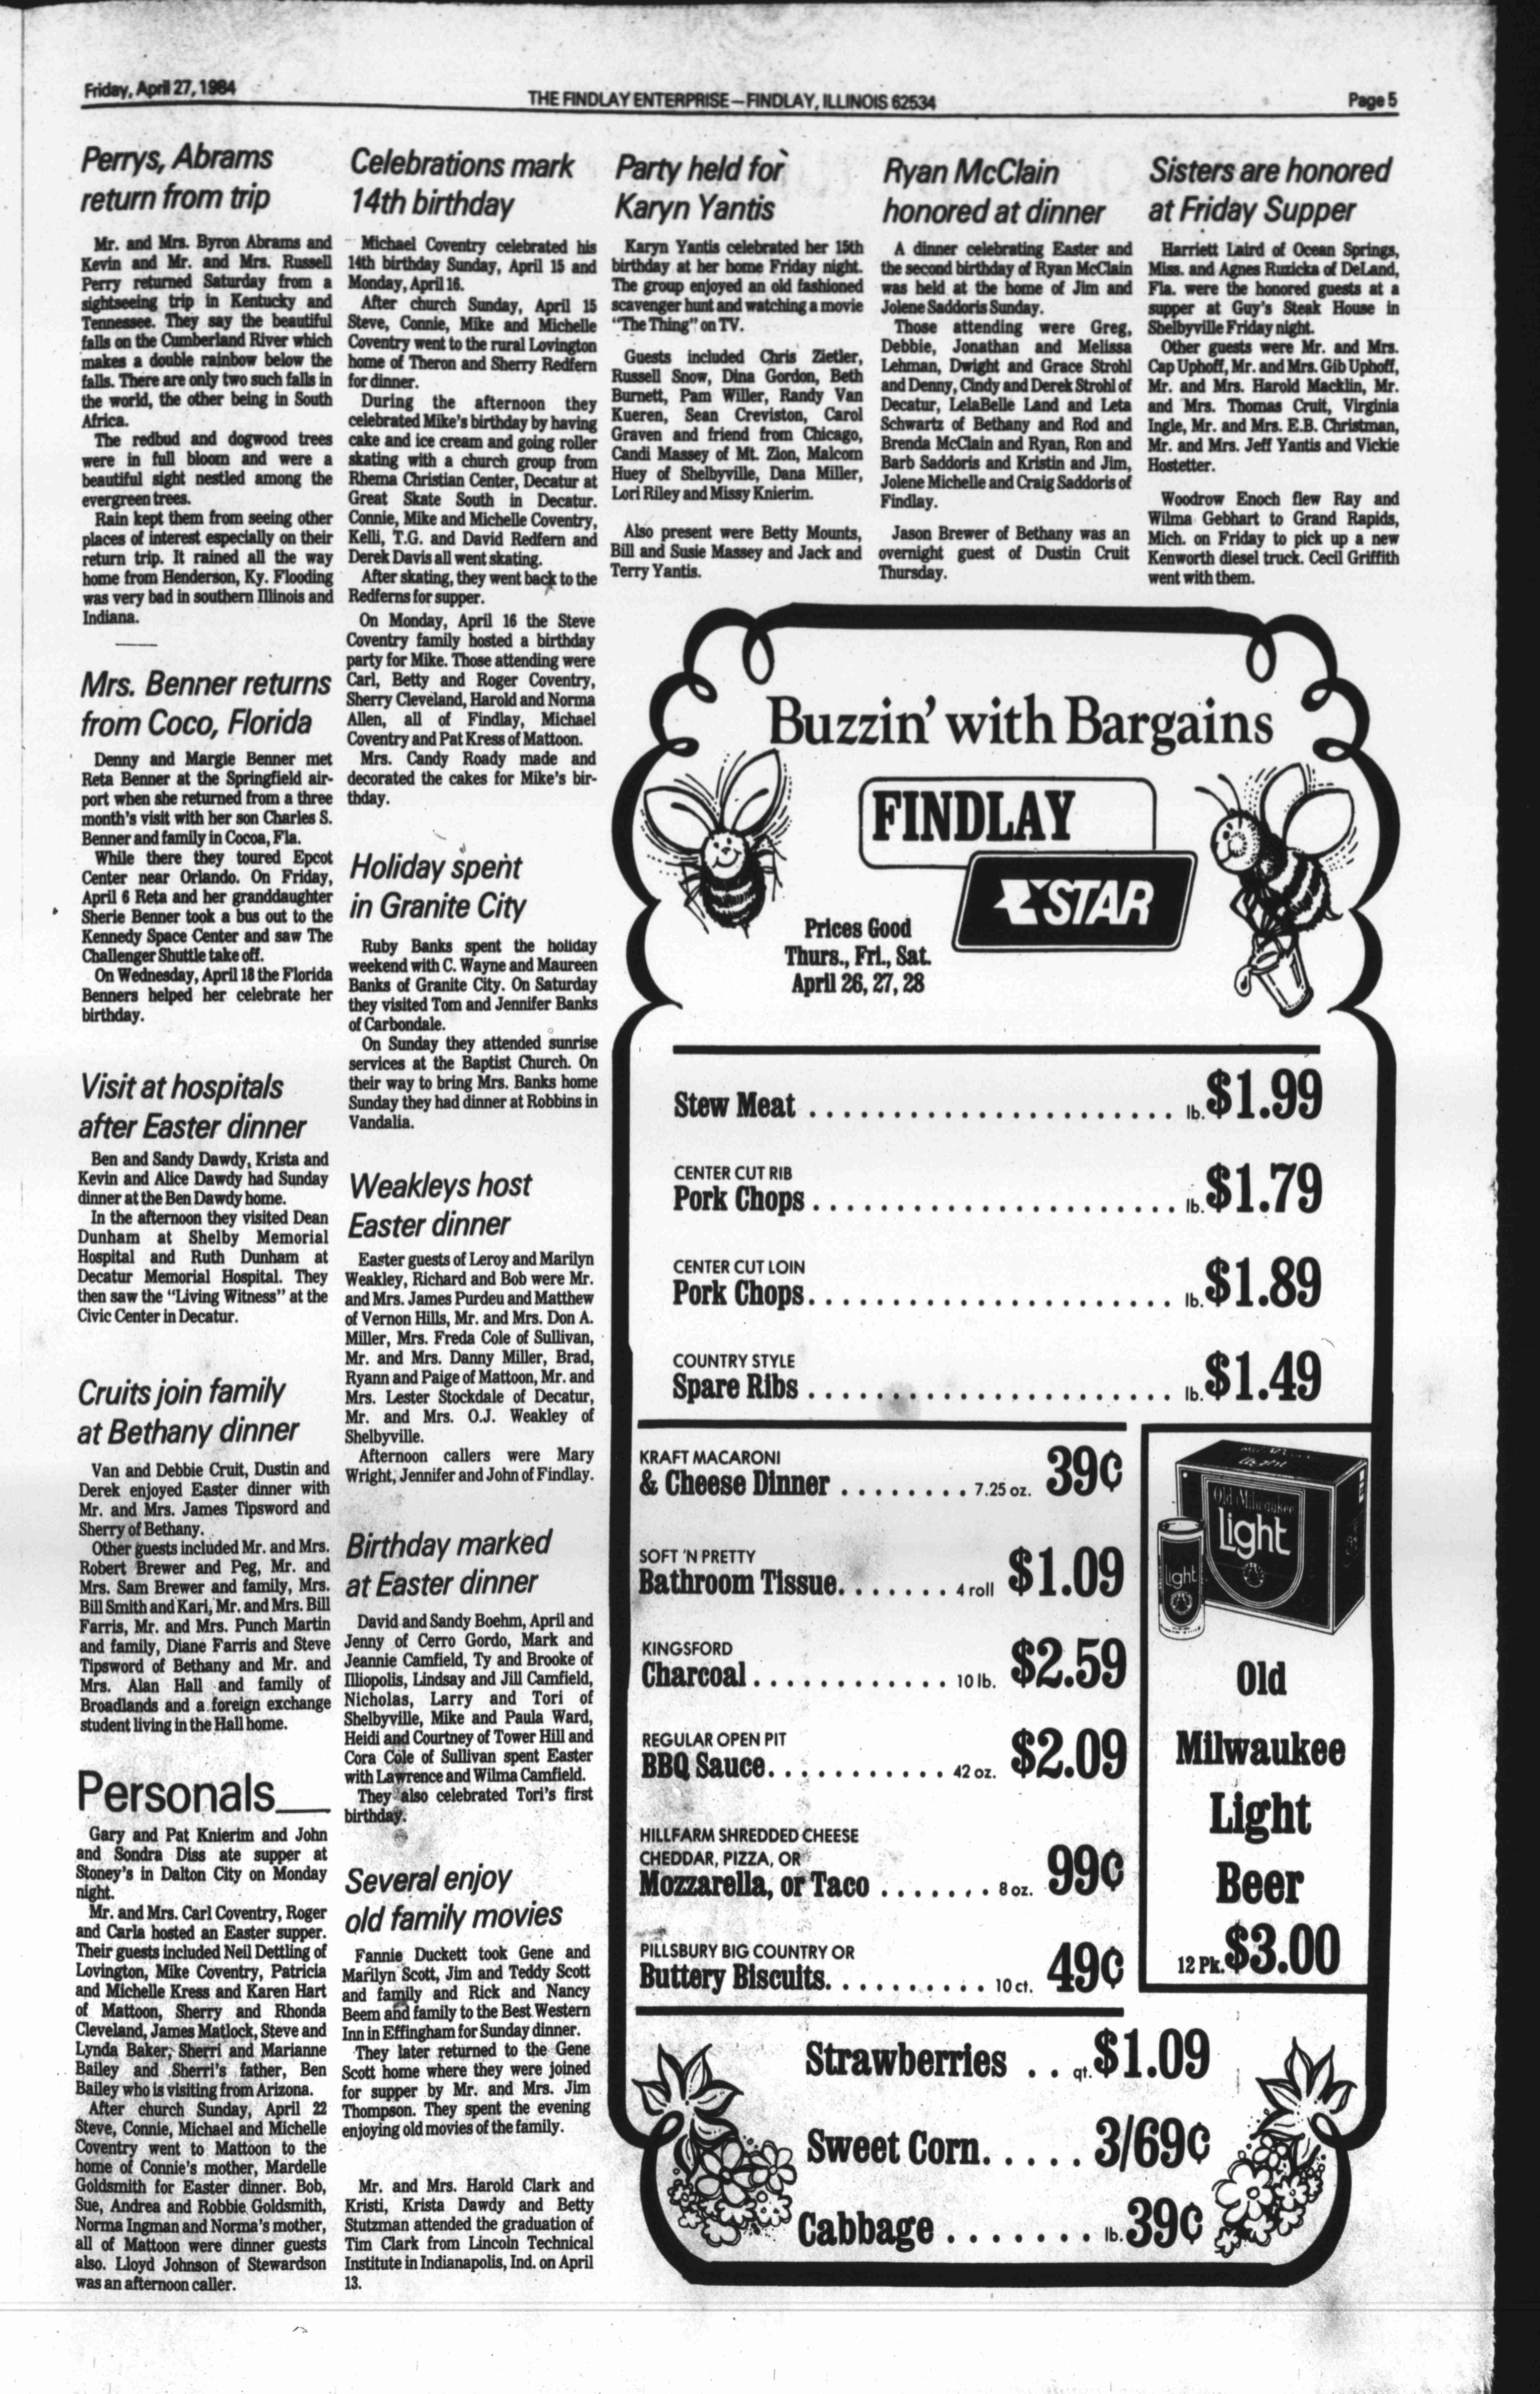 Friday, April 27, 1984
THE FINDLAY ENTERPRISE—FINDLAY, ILLINOIS 62534
Page 5
Perrys, Abrams
return from trip
Mr. and Mrs. Byron Abrams and
Kevin and Mr. and Mrs. Russell
Perry returned Saturday from a
sightseeing trip in Kentucky and
Tennessee. They say the beautiful
falls on the Cumberland River which
makes a double rainbow below the
falls. There are only two such falls in
the world, the other being in South
Africa.
The redbud and dogwood trees
were in full bloom and were a
beautiful sight nestled among the
evergreen trees.
Rain kept them from seeing other
places of interest especially on their
return trip. It rained all the way
home from Henderson, Ky. Flooding
was very bad in southern Illinois and
Indiana.
Mrs. Benner returns
from Coco, Florida
Denny and Margie Benner met
Reta Benner at the Springfield air-
port when she returned from a three
month's visit with her son Charles S.
Benner and family in Cocoa, Fla.
While there they toured Epcot
Center near Orlando. On Friday,
April 6 Reta and her granddaughter
Sherie Benner took a bus out to the
Kennedy Space Center and saw The
Challenger Shuttle take off.
On Wednesday, April 18 the Florida
Benners helped her celebrate her
birthday.
Visit at hospitals
after Easter dinner
Ben and Sandy Dawdy, Krista and
Kevin and Alice Dawdy had Sunday
dinner at the Ben Dawdy home.
In the afternoon they visited Dean
Dunham at Shelby Memorial
Hospital and Ruth Dunham at
Decatur Memorial Hospital. They
then saw the "Living Witness" at the
Civic Center in Decatur.
Cruits join family
at Bethany dinner
Van and Debbie Cruit, Dustin and
Derek enjoyed Easter dinner with
Mr. and Mrs. James Tipsword and
Sherry of Bethany.
Other guests included Mr. and Mrs.
Robert Brewer and Peg, Mr. and
Mrs. Sam Brewer and family, Mrs.
Bill Smith and Kari, Mr. and Mrs. Bill
Farris, Mr. and Mrs. Punch Martin
and family, Diane Farris and Steve
Tipsword of Bethany and Mr. and
Mrs. Alan Hall and family of
Broadlands and a foreign exchange
student living in the Hall home.
Personals
Gary and Pat Knierim and John
and Sondra Diss ate supper at
Stoney's in Dalton City on Monday
night.
Mr. and Mrs. Carl Coventry, Roger
and Carla hosted an Easter supper.
Their guests included Neil Dettling of
Lovington, Mike Coventry, Patricia
and Michelle Kress and Karen Hart
of Mattoon, Sherry and Rhonda
Cleveland, James Matlock, Steve and
Lynda Baker, Sherri and Marianne
Bailey and Sherri's father, Ben
Bailey who is visiting from Arizona.
After church Sunday, April 22
Steve, Connie, Michael and Michelle
Coventry went to Mattoon to the
home of Connie's mother, Mardelle
Goldsmith for Easter dinner. Bob,
Sue, Andrea and Robbie Goldsmith,
Norma Ingman and Norma's mother,
all of Mattoon were dinner guests
also. Lloyd Johnson of Stewardson
was an afternoon caller.
Celebrations mark
14th birthday
Michael Coventry celebrated his
14th birthday Sunday, April 15 and
Monday, April 16.
After church Sunday, April 15
Steve, Connie, Mike and Michelle
Coventry went to the rural Lovington
home of Theron and Sherry Redfern
for dinner.
During the afternoon they
celebrated Mike's birthday by having
cake and ice cream and going roller
skating with a church group from
Rhema Christian Center, Decatur at
Great Skate South in Decatur.
Connie, Mike and Michelle Coventry,
Kelli, T.G. and David Redfern and
Derek Davis all went skating.
After skating, they went back to the
Redferns for supper.
On Monday, April 16 the Steve
Coventry family hosted a birthday
party for Mike. Those attending were
Carl, Betty and Roger Coventry,
Sherry Cleveland, Harold and Norma
Allen, all of Findlay, Michael
Coventry and Pat Kress of Mattoon.
Mrs. Candy Roady made and
decorated the cakes for Mike's bir-
thday.
Holiday spent
in Granite City
Ruby Banks spent the holiday
weekend with C. Wayne and Maureen
Banks of Granite City. On Saturday
they visited Tom and Jennifer Banks
of Carbondale.
On Sunday they attended sunrise
services at the Baptist Church. On
their way to bring Mrs. Banks home
Sunday they had dinner at Robbins in
Vandalia.
Weakleys host
Easter dinner
Easter guests of Leroy and Marilyn
Weakley, Richard and Bob were Mr.
and Mrs. James Purdeu and Matthew
of Vernon Hills, Mr. and Mrs. Don A.
Miller, Mrs. Freda Cole of Sullivan,
Mr. and Mrs. Danny Miller, Brad,
Ryann and Paige of Mattoon, Mr. and
Mrs. Lester Stockdale of Decatur,
Mr. and Mrs. O.J. Weakley of
Shelbyville.
Afternoon callers were Mary
Wright, Jennifer and John of Findlay.
Birthday marked
at Easter dinner
David and Sandy Boehm, April and
Jenny of Cerro Gordo, Mark and
Jeannie Camfield, Ty and Brooke of
Illiopolis, Lindsay and Jill Camfield,
Nicholas, Larry and Tori of
Shelbyville, Mike and Paula Ward,
Heidi and Courtney of Tower Hill and
Cora Cole of Sullivan spent Easter
with Lawrence and Wilma Camfield.
They also celebrated Tori's first
birthday.
Several enjoy
old family movies
Fannie Duckett took Gene and
Marilyn Scott, Jim and Teddy Scott
and family and Rick and Nancy
Beem and family to the Best Western
Inn in Effingham for Sunday dinner.
They later returned to the Gene
Scott home where they were joined
for supper by Mr. and Mrs. Jim
Thompson. They spent the evening
enjoying old movies of the family.
Mr. and Mrs. Harold Clark and
Kristi, Krista Dawdy and Betty
Stutzman attended the graduation of
Tim Clark from Lincoln Technical
Institute in Indianapolis, Ind. on April
13.
Party held for
Karyn Yantis
Karyn Yantis celebrated her 15th
birthday at her home Friday night.
The group enjoyed an old fashioned
scavenger hunt and watching a movie
"The Thing" on TV.
Guests included Chris Zietler,
Russell Snow, Dina Gordon, Beth
Burnett, Pam Willer, Randy Van
Kueren, Sean Creviston, Carol
Graven and friend from Chicago,
Candi Massey of Mt. Zion, Malcom
Huey of Shelbyville, Dana Miller,
Lori Riley and Missy Knierim.
Also present were Betty Mounts,
Bill and Susie Massey and Jack and
Terry Yantis.
Ryan McClain
honored at dinner
A dinner celebrating Easter and
the second birthday of Ryan McClain
was held at the home of Jim and
Jolene Saddoris Sunday.
Those attending were Greg,
Debbie, Jonathan and Melissa
Lehman, Dwight and Grace Strohl
and Denny, Cindy and Derek Strohl of
Decatur, LelaBelle Land and Leta
Schwartz of Bethany and Rod and
Brenda McClain and Ryan, Ron and
Barb Saddoris and Kristin and Jim,
Jolene Michelle and Craig Saddoris of
Findlay.
Jason Brewer of Bethany was an
overnight guest of Dustin Cruit
Thursday.
Sisters are honored
at Friday Supper
Harriett Laird of Ocean Springs,
Miss. and Agnes Ruzicka of DeLand,
Fla. were the honored guests at a
supper at Guy's Steak House in
Shelbyville Friday night.
Other guests were Mr. and Mrs.
Cap Uphoff, Mr. and Mrs. Gib Uphoff,
Mr. and Mrs. Harold Macklin, Mr.
and Mrs. Thomas Cruit, Virginia
Ingle, Mr. and Mrs. E.B. Christman,
Mr. and Mrs. Jeff Yantis and Vickie
Hostetter.
Woodrow Enoch flew Ray and
Wilma Gebhart to Grand Rapids,
Mich. on Friday to pick up a new
Kenworth diesel truck. Cecil Griffith
went with them.
Buzzin' with Bargains
FINDLAY
STAR
Prices Good
Thurs., Fri., Sat.
April 26, 27, 28
Stew Meat . . . . . . . . . . lb. $1.99
CENTER CUT RIB
Pork Chops . . . . . . . . . . lb. $1.79
CENTER CUT LOIN
Pork Chops . . . . . . . . . . lb. $1.89
COUNTRY STYLE
Spare Ribs . . . . . . . . . . lb. $1.49
KRAFT MACARONI
& Cheese Dinner . . . . . . . . 7.25 oz. 39¢
SOFT 'N PRETTY
Bathroom Tissue. . . . . . . . 4 roll $1.09
KINGSFORD
Charcoal . . . . . . . . . . . . 10 lb. $2.59
REGULAR OPEN PIT
BBQ Sauce. . . . . . . . . . . . 42 oz. $2.09
HILLFARM SHREDDED CHEESE
CHEDDAR, PIZZA, OR
Mozzarella, or Taco . . . . . . . 8 oz. 99¢
PILLSBURY BIG COUNTRY OR
Buttery Biscuits. . . . . . . . . . 10 ct. 49¢
Old Milwaukee
light
light
Old
Milwaukee
Light
Beer
12 Pk. $3.00
Strawberries . . qt. $1.09
Sweet Corn. . . . . . 3/69¢
Cabbage . . . . . . . lb. 39¢